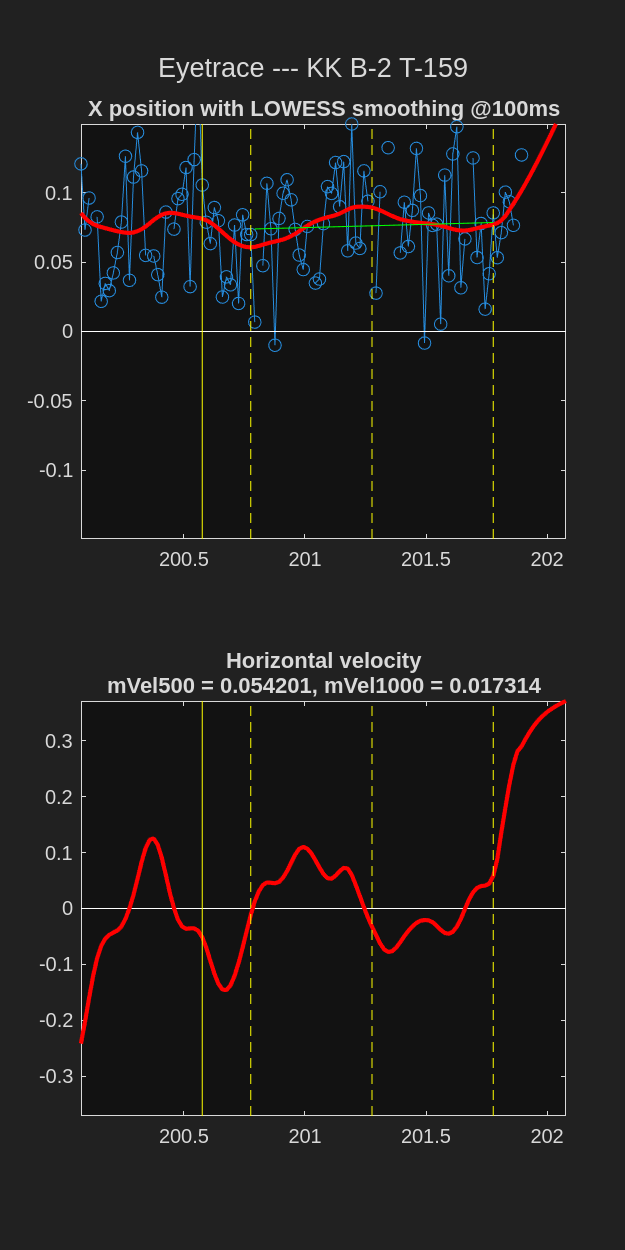 Eyetrace --- KK B-2 T-159
X position with LOWESS smoothing @100ms
0.1
0.05
0
-0.05
-0.1
200.5 201 201.5 202
Horizontal velocity
mVel500 = 0.054201, mVel1000 = 0.017314
0.3
0.2
0.1
0
-0.1
-0.2
-0.3
200.5 201 201.5 202